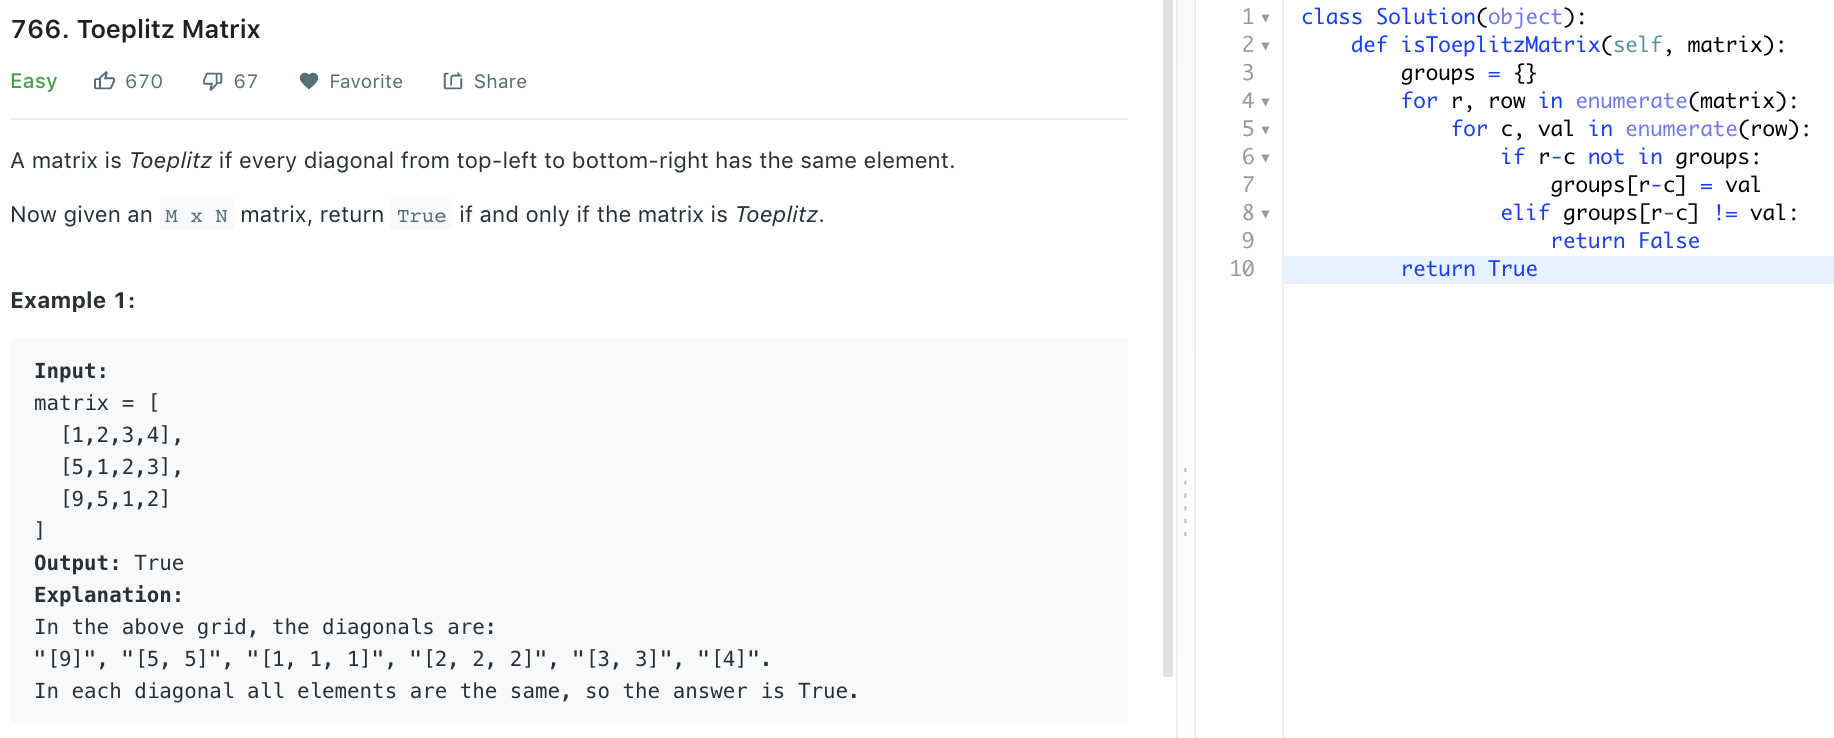 766. Toeplitz Matrix
Easy 670 67 Favorite Share
A matrix is Toeplitz if every diagonal from top-left to bottom-right has the same element.
Now given an M x N matrix, return True if and only if the matrix is Toeplitz.
Example 1:
Input:
matrix = [
  [1,2,3,4],
  [5,1,2,3],
  [9,5,1,2]
]
Output: True
Explanation:
In the above grid, the diagonals are:
"[9]", "[5, 5]", "[1, 1, 1]", "[2, 2, 2]", "[3, 3]", "[4]".
In each diagonal all elements are the same, so the answer is True.
1 class Solution(object):
2     def isToeplitzMatrix(self, matrix):
3         groups = {}
4         for r, row in enumerate(matrix):
5             for c, val in enumerate(row):
6                 if r-c not in groups:
7                     groups[r-c] = val
8                 elif groups[r-c] != val:
9                     return False
10         return True